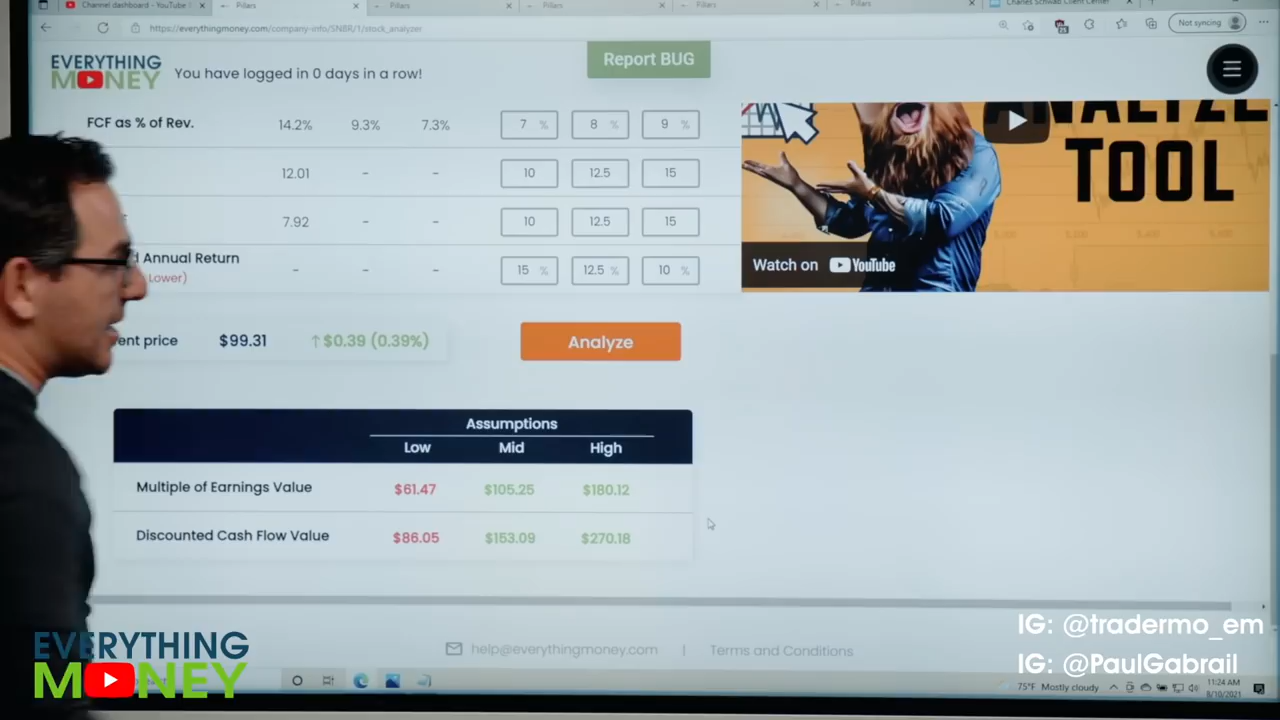 Channel dashboard - YouTube
Pillars
Pillars
Pillars
Pillars
Pillars
Charles Schwab Client Center
https://everythingmoney.com/company-info/SNBR/1/stock_analyzer
Not syncing
EVERYTHING
MONEY
You have logged in 0 days in a row!
Report BUG
FCF as % of Rev. 14.2% 9.3% 7.3% 7 % 8 % 9 %
12.01 - - 10 12.5 15
7.92 - - 10 12.5 15
Annual Return
Lower) - - - 15 % 12.5 % 10 %
ANALYZE
TOOL
Watch on YouTube
ent price $99.31 ↑$0.39 (0.39%) Analyze
Assumptions
Low Mid High
Multiple of Earnings Value $61.47 $105.25 $180.12
Discounted Cash Flow Value $86.05 $153.09 $270.18
help@everythingmoney.com | Terms and Conditions
EVERYTHING
MONEY
IG: @tradermo_em
IG: @PaulGabrail
75°F Mostly cloudy
11:24 AM
8/10/2021